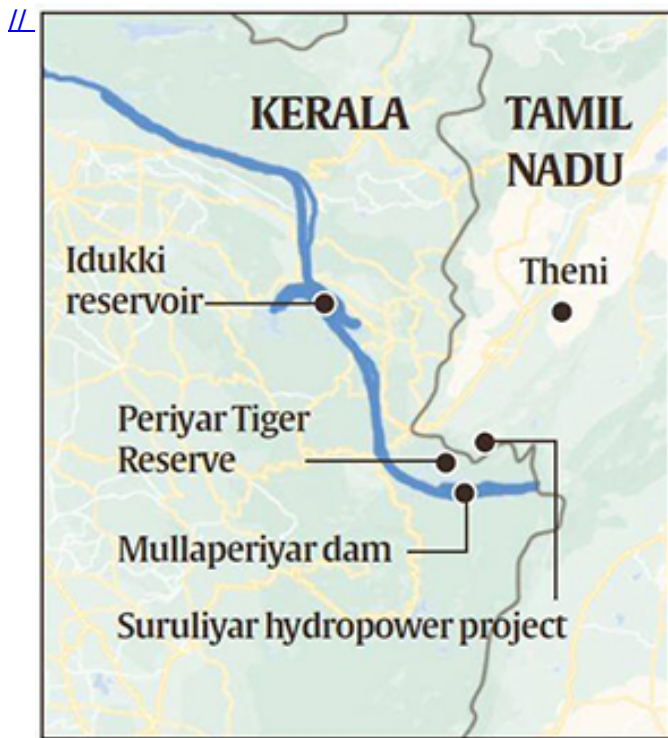 //
KERALA
TAMIL
NADU
Idukki
reservoir
Theni
Periyar Tiger
Reserve
Mullaperiyar dam
Suruliyar hydropower project